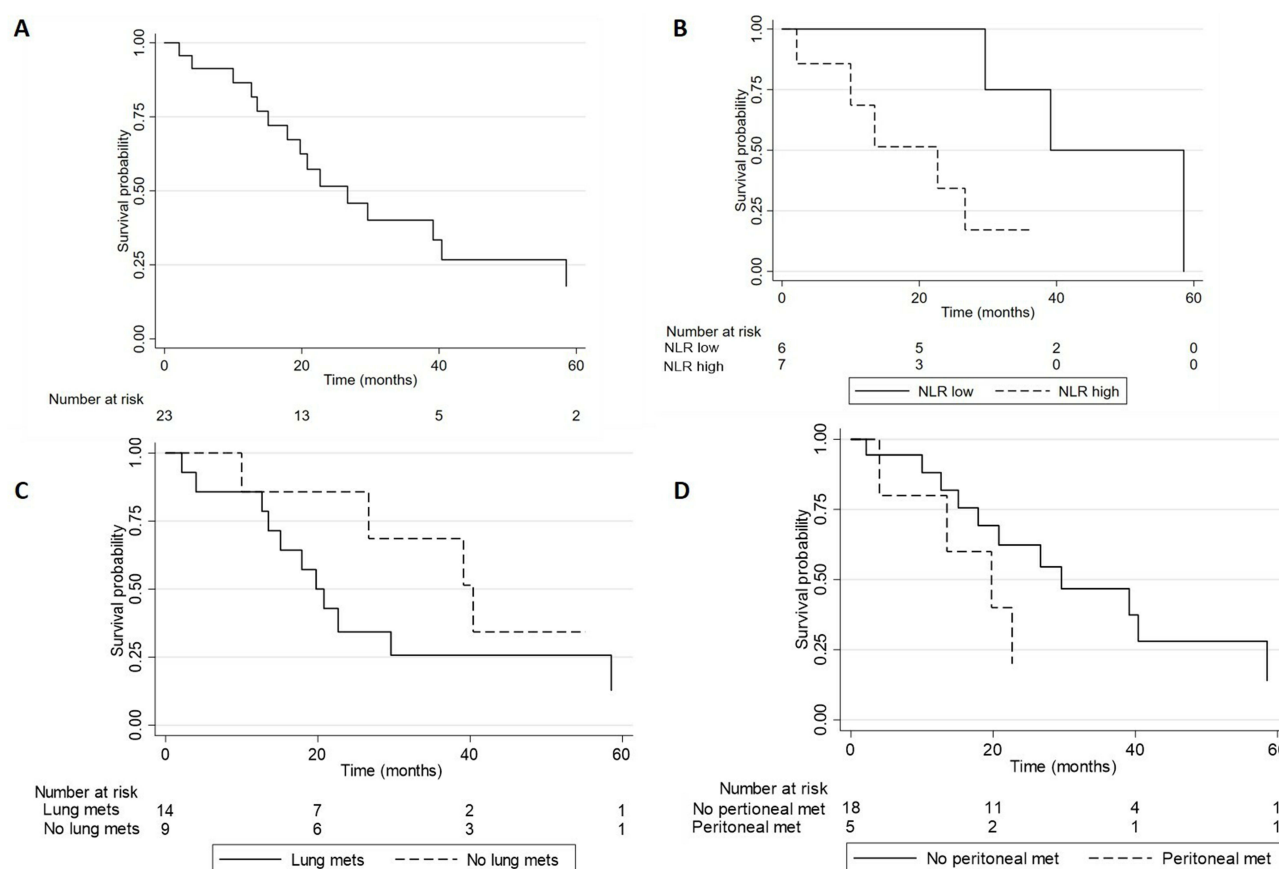 A
Survival probability
1.00
0.75
0.50
0.25
0.00
0 20 40 60
Time (months)
Number at risk
23 13 5 2
B
Survival probability
1.00
0.75
0.50
0.25
0.00
0 20 40 60
Time (months)
Number at risk
NLR low 6 5 2 0
NLR high 7 3 0 0
NLR low NLR high
C
Survival probability
1.00
0.75
0.50
0.25
0.00
0 20 40 60
Time (months)
Number at risk
Lung mets 14 7 2 1
No lung mets 9 6 3 1
Lung mets No lung mets
D
Survival probability
1.00
0.75
0.50
0.25
0.00
0 20 40 6
Time (months)
Number at risk
No pertioneal met 18 11 4 1
Peritoneal met 5 2 1 1
No peritoneal met Peritoneal met